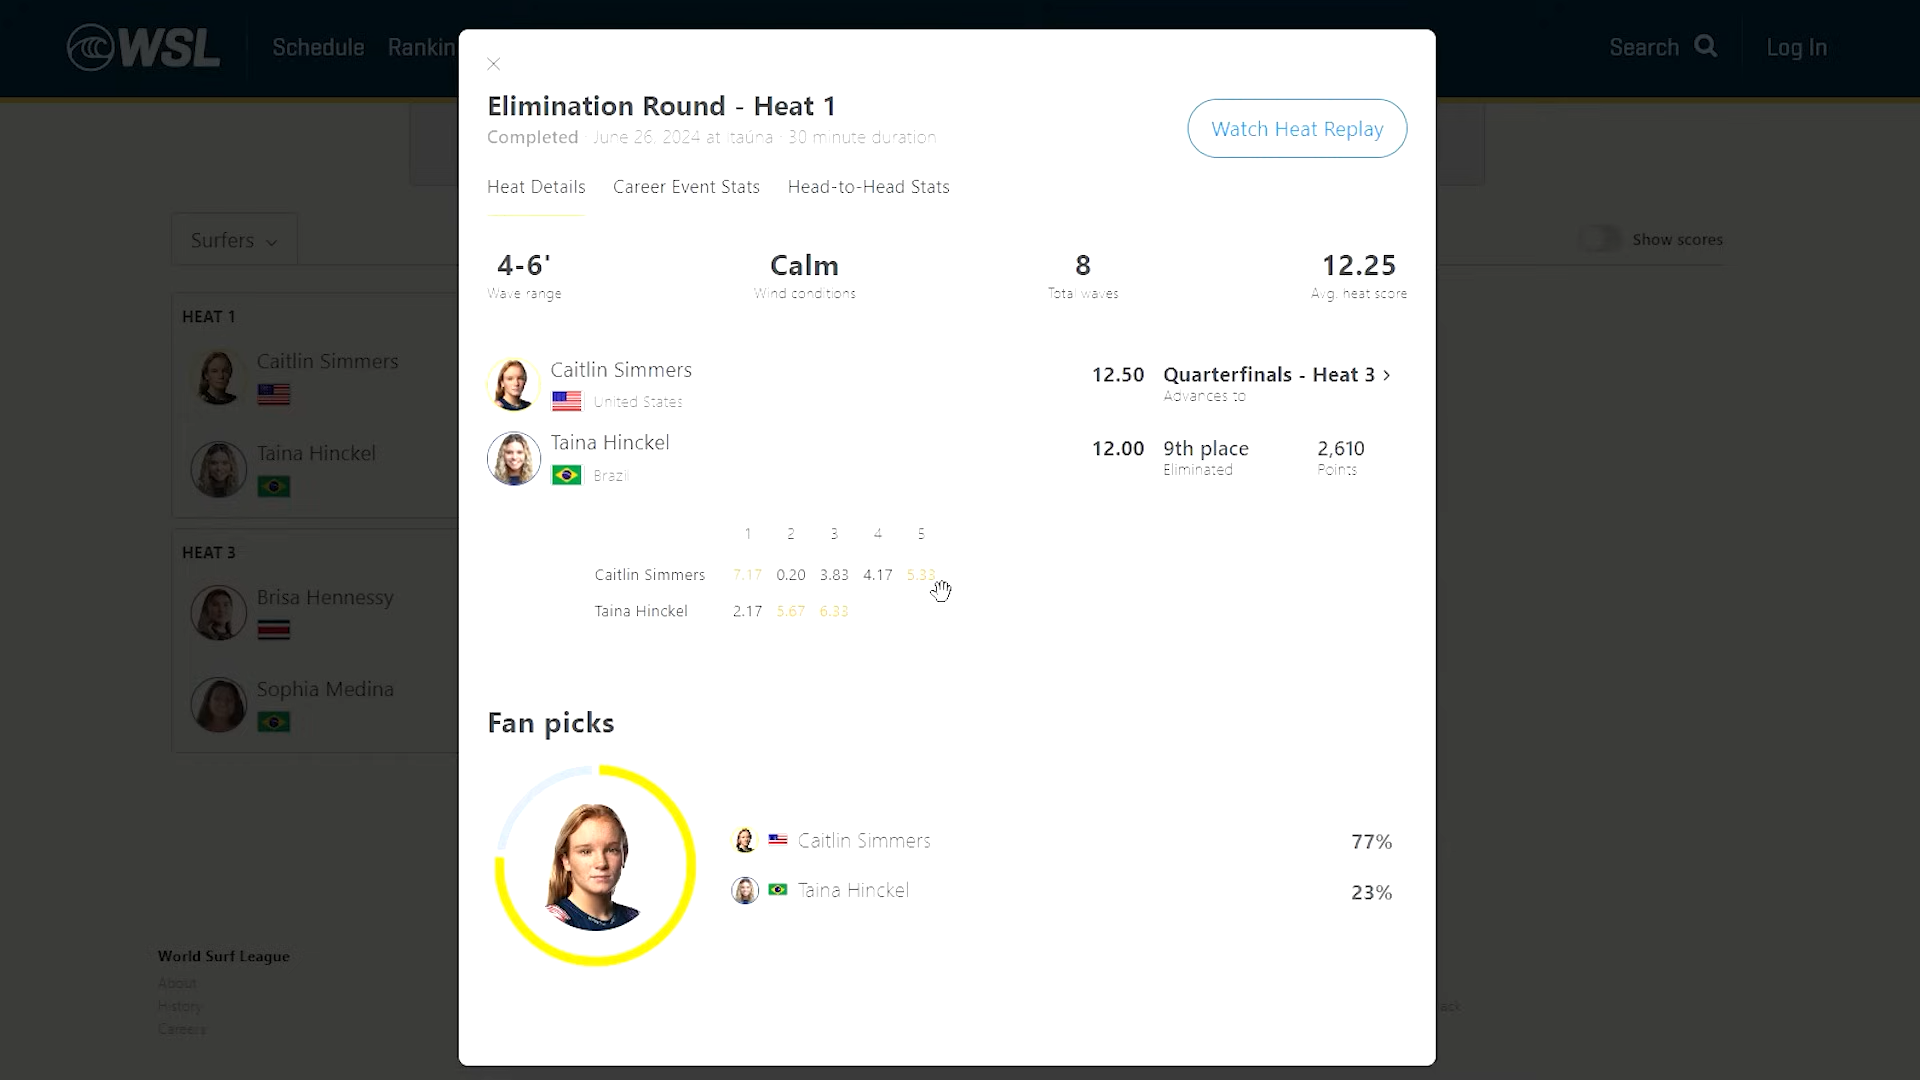 WSL
Schedule
Rankin
Search
Log In
Elimination Round - Heat 1
Completed · June 26, 2024 at Itaúna · 30 minute duration
Watch Heat Replay
Heat Details
Career Event Stats
Head-to-Head Stats
Surfers
Show scores
4-6'
Wave range
Calm
Wind conditions
8
Total waves
12.25
Avg. heat score
HEAT 1
Caitlin Simmers
Taina Hinckel
HEAT 3
Brisa Hennessy
Sophia Medina
Caitlin Simmers
United States
12.50
Quarterfinals - Heat 3 >
Advances to
Taina Hinckel
Brazil
12.00
9th place
Eliminated
2,610
Points
1 2 3 4 5
Caitlin Simmers 7.17 0.20 3.83 4.17 5.33
Taina Hinckel 2.17 5.67 6.33
Fan picks
Caitlin Simmers 77%
Taina Hinckel 23%
World Surf League
About
History
Careers
ack